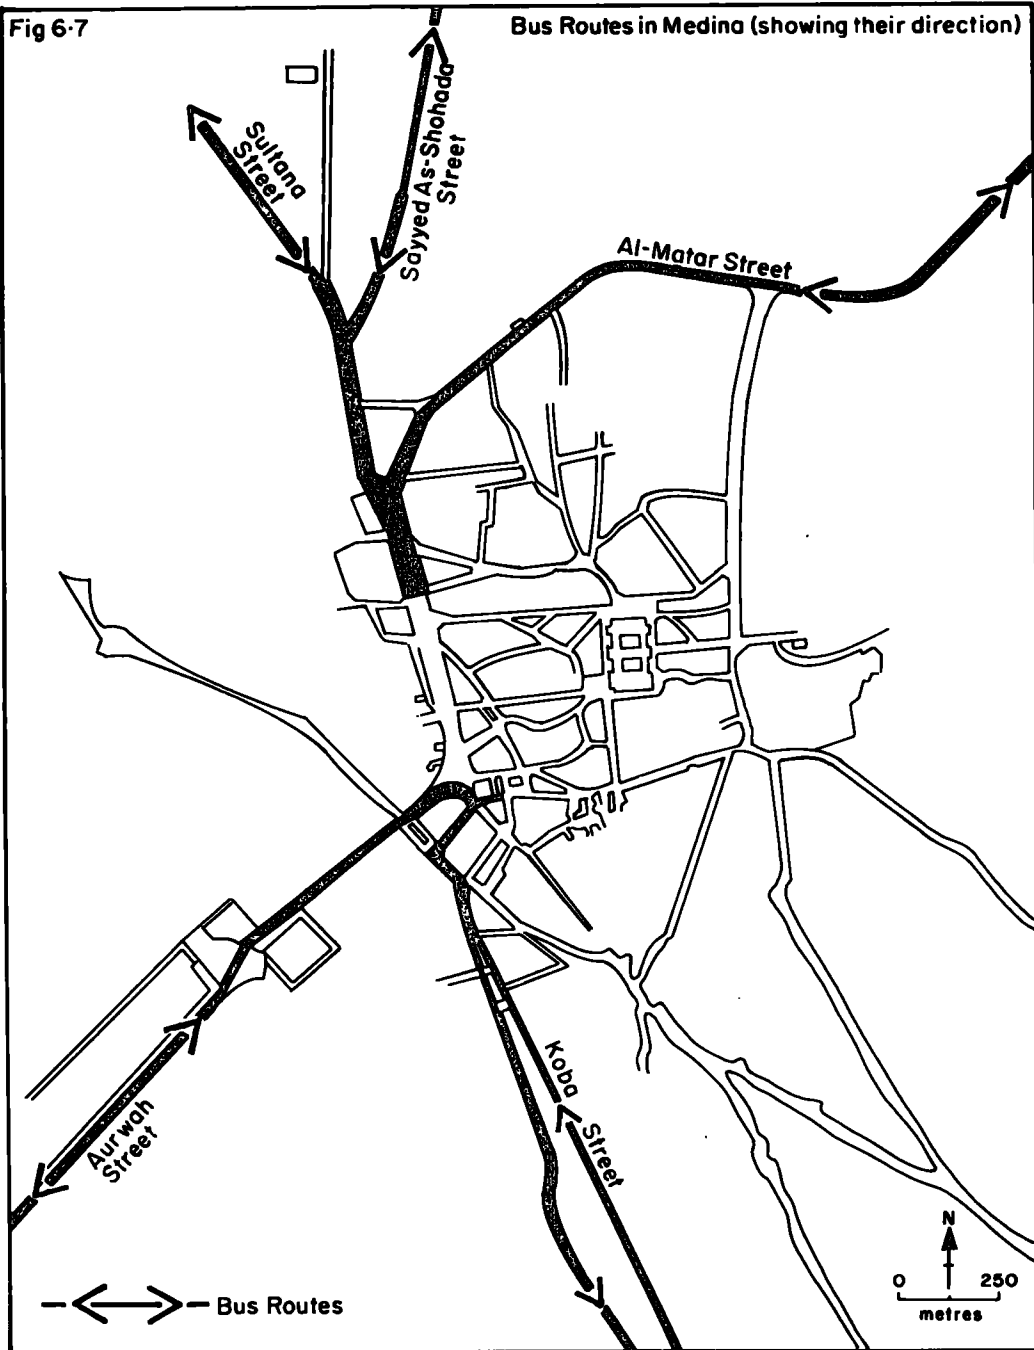 Fig 6·7
Bus Routes in Medina (showing their direction)
Sultana
Street
Sayyed As-Shohada
Street
Al-Matar Street
Koba
Street
Aurwah
Street
N
0 250
metres
Bus Routes